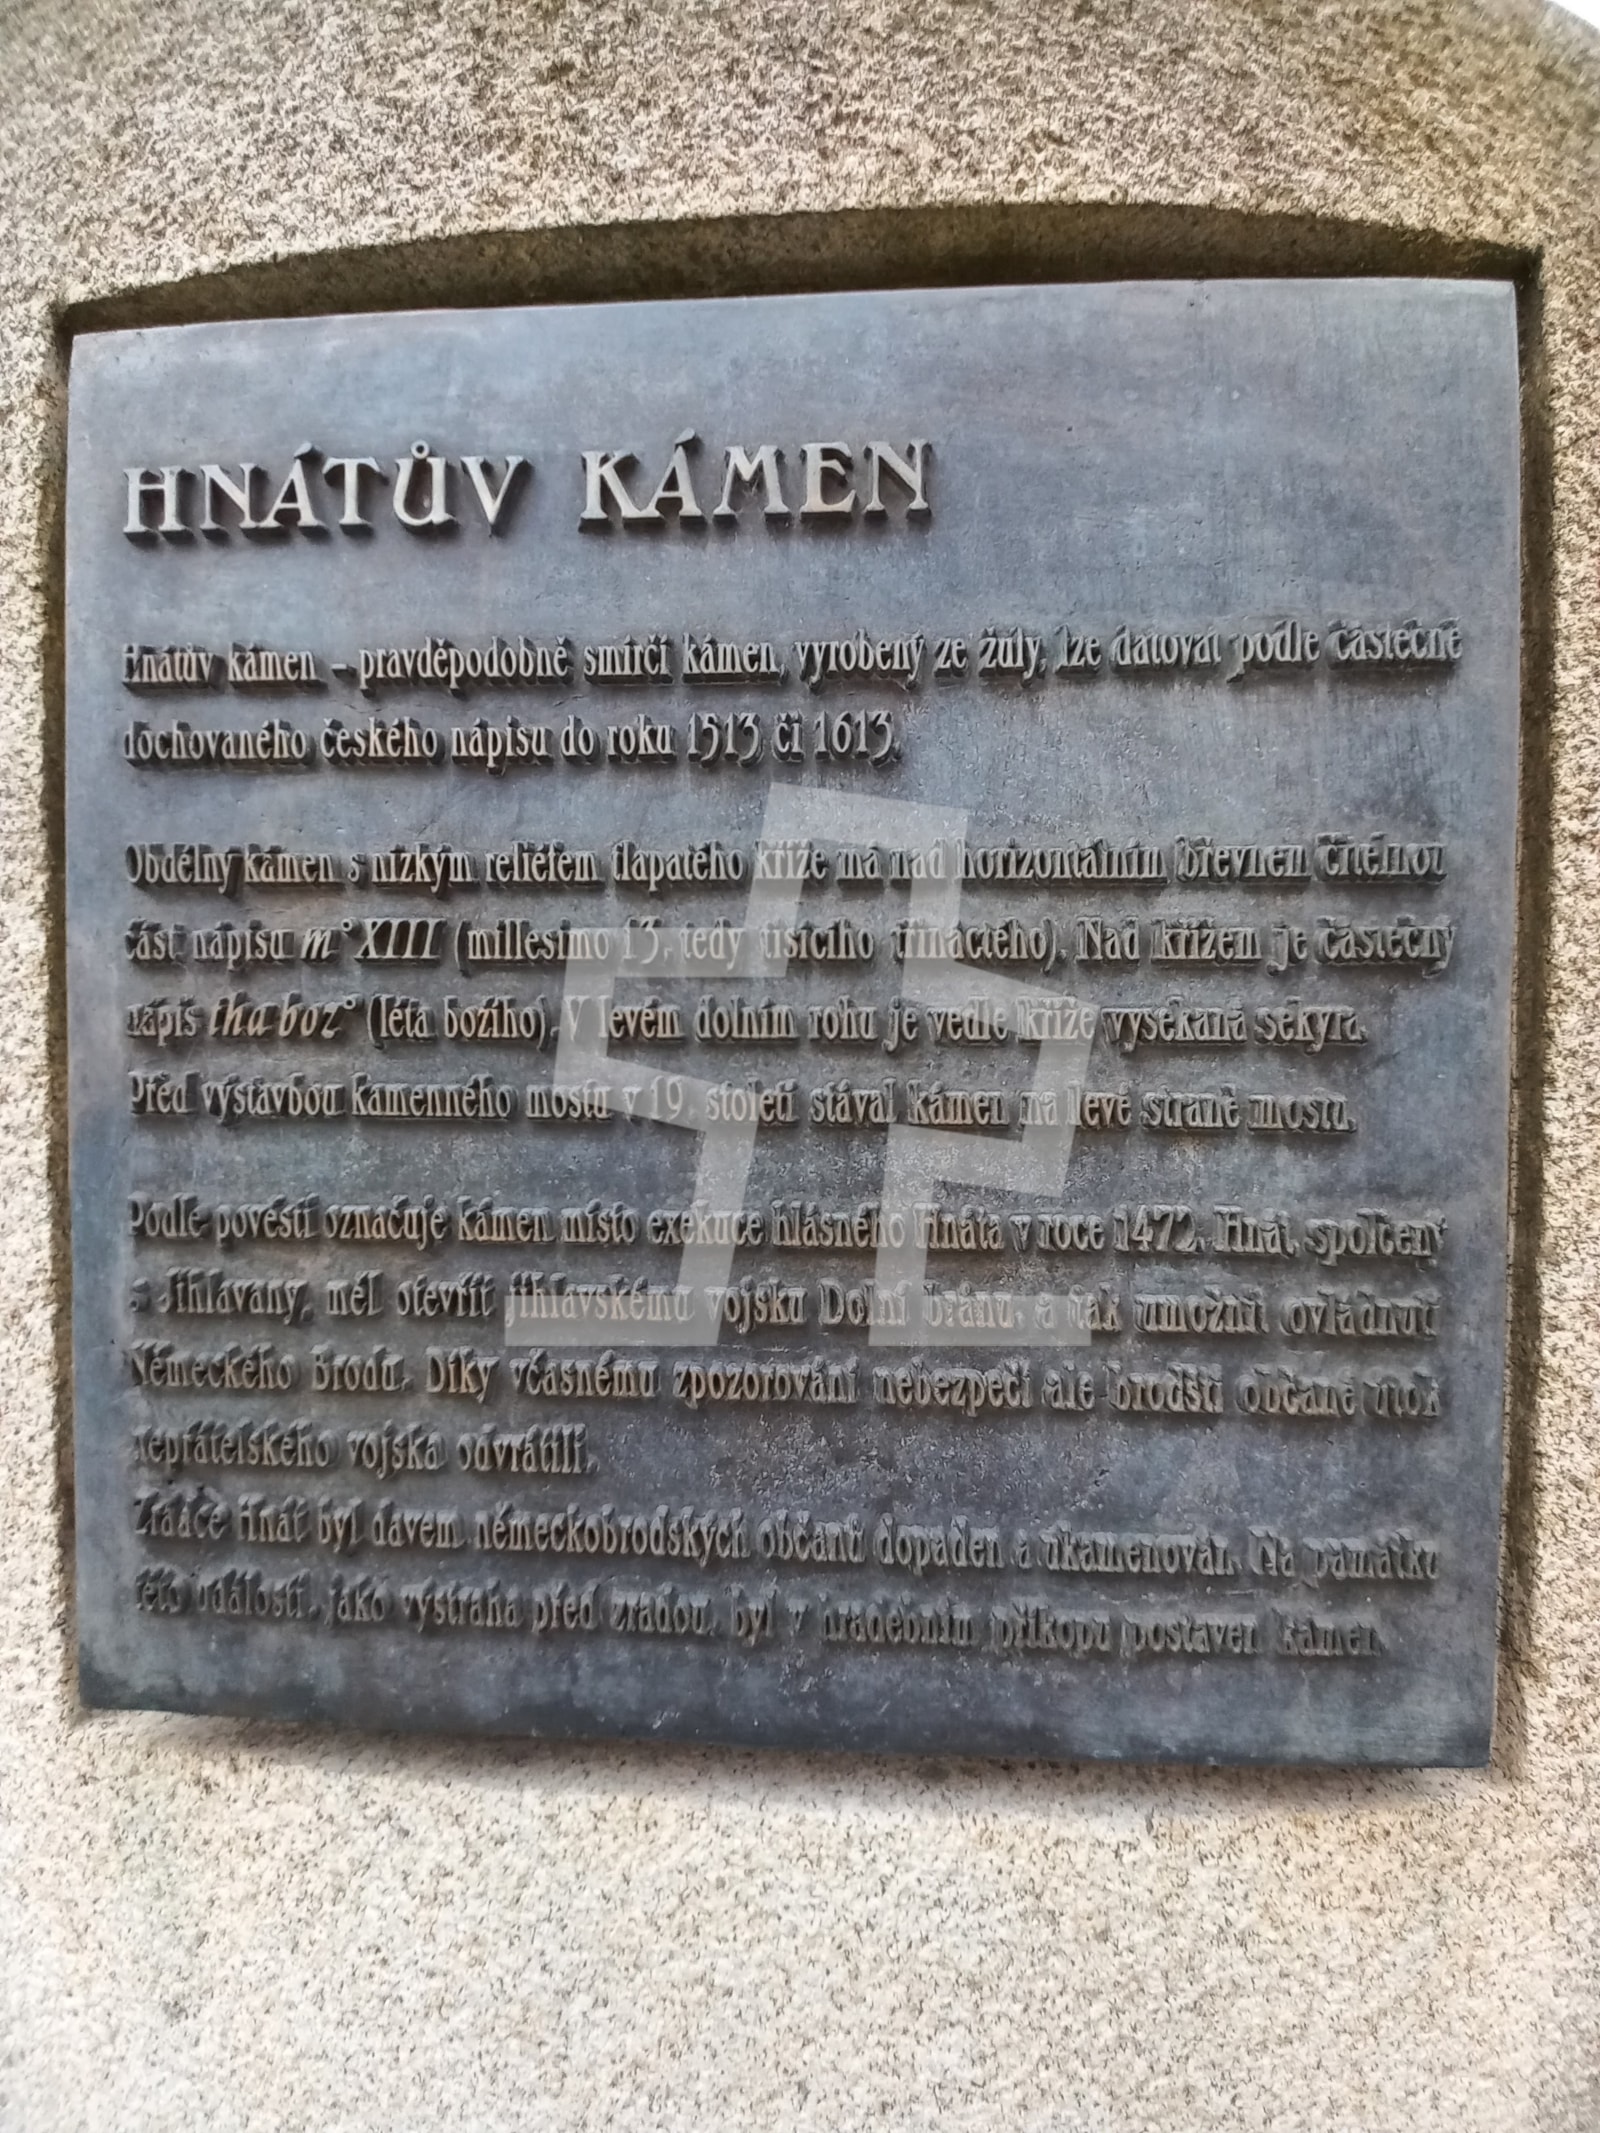 HNÁTŮV KÁMEN
Hnátův kámen – pravděpodobně smírčí kámen, vyrobený ze žuly, lze datovat podle částečně
dochovaného českého nápisu do roku 1513 či 1613.
Obdélný kámen s nízkým reliéfem tlapatého kříže má nad horizontálním břevnem čitelnou
část nápisu m° XIII (millesimo 13, tedy tisícího třináctého). Nad křížem je částečný
nápis tha boz° (léta božího). V levém dolním rohu je vedle kříže vysekána sekyra.
Před výstavbou kamenného mostu v 19. století stával kámen na levé straně mostu.
Podle pověsti označuje kámen místo exekuce hlásného Hnáta v roce 1472. Hnát, spolčený
s Jihlavany, měl otevřít jihlavskému vojsku Dolní bránu, a tak umožnit ovládnutí
Německého Brodu. Díky včasnému zpozorování nebezpečí ale brodští občané útok
nepřátelského vojska odvrátili.
Zrádce Hnát byl davem německobrodských občanů dopaden a ukamenován. Na památku
této události, jako výstraha před zradou, byl v hradebním příkopu postaven kámen.